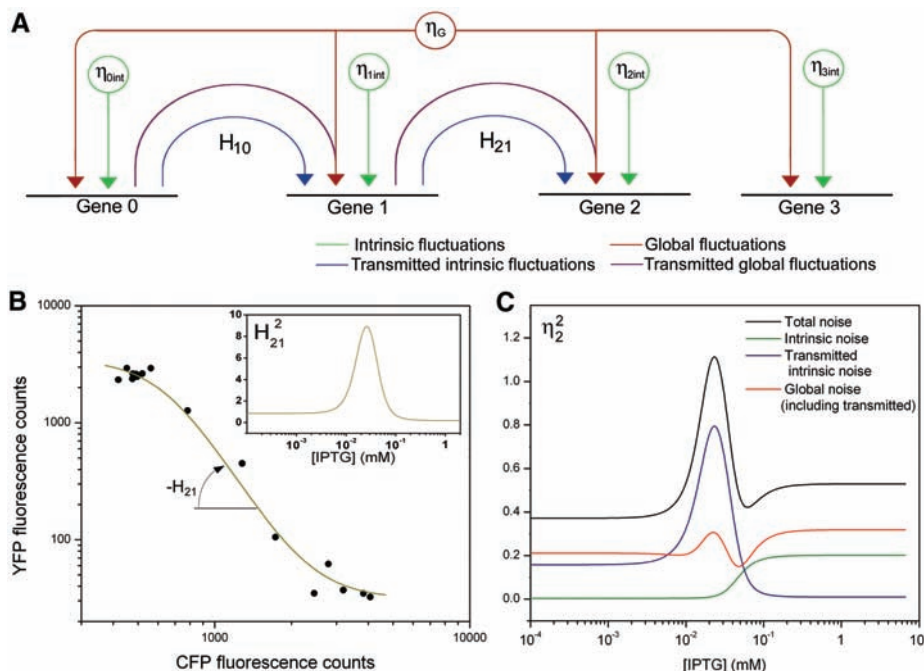 A
ηG
η0int
η1int
η2int
η3int
H10
H21
Gene 0
Gene 1
Gene 2
Gene 3
Intrinsic fluctuations
Global fluctuations
Transmitted intrinsic fluctuations
Transmitted global fluctuations
B
10000
1000
100
YFP fluorescence counts
1000
10000
CFP fluorescence counts
-H21
10
8
6
4
2
0
H21²
10⁻³
10⁻²
10⁻¹
1
[IPTG] (mM)
C
η2²
1.2
1.0
0.8
0.6
0.4
0.2
0.0
Total noise
Intrinsic noise
Transmitted
intrinsic noise
Global noise
(including transmitted)
10⁻⁴
10⁻³
10⁻²
10⁻¹
1
10
[IPTG] (mM)